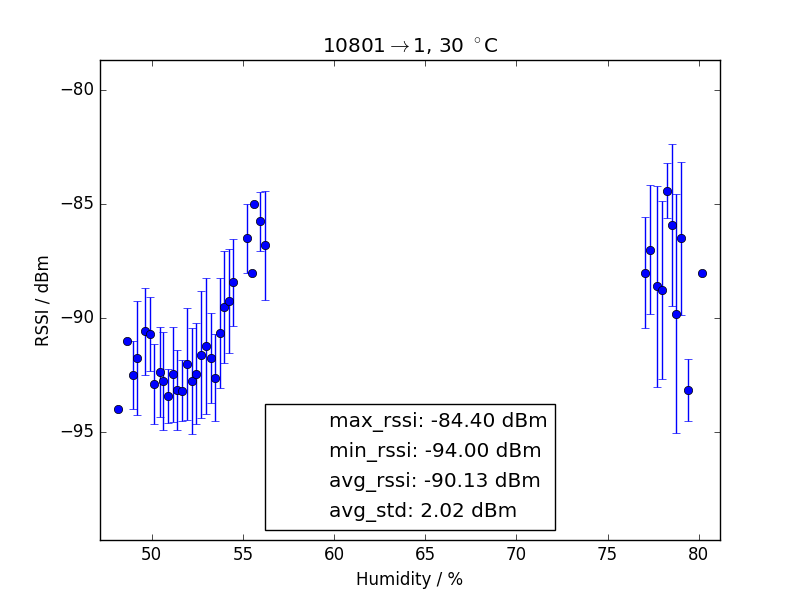 10801→1, 30 °C
−80
−85
−90
−95
RSSI / dBm
max_rssi: -84.40 dBm
min_rssi: -94.00 dBm
avg_rssi: -90.13 dBm
avg_std: 2.02 dBm
50 55 60 65 70 75 80
Humidity / %